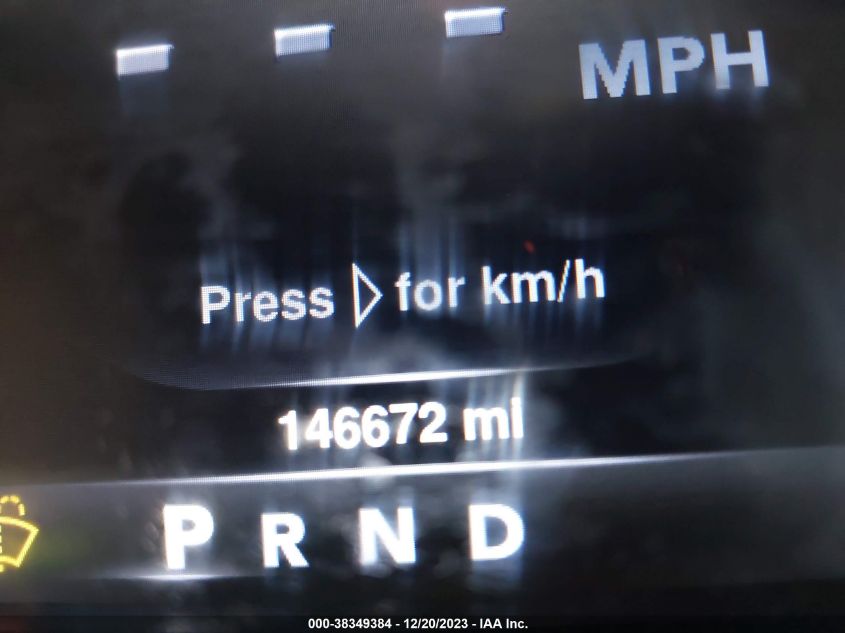 MPH
Press ▷ for km/h
146672 mi
P R N D
000-38349384 - 12/20/2023 - IAA Inc.